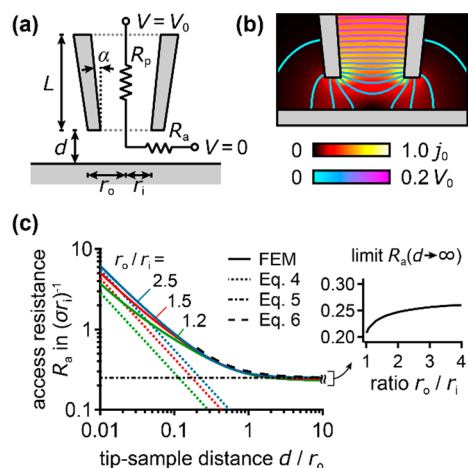 (a)
V = V₀
Rₚ
α
L
Rₐ
d
V = 0
rₒ
rᵢ
(b)
0 1.0 j₀
0 0.2 V₀
(c)
access resistance
Rₐ in (σrᵢ)⁻¹
10
1
0.1
rₒ / rᵢ =
2.5
1.5
1.2
FEM
Eq. 4
Eq. 5
Eq. 6
0.01 0.1 1 10
tip-sample distance d / rₒ
limit Rₐ(d→∞)
0.30
0.25
0.20
1 2 3 4
ratio rₒ / rᵢ